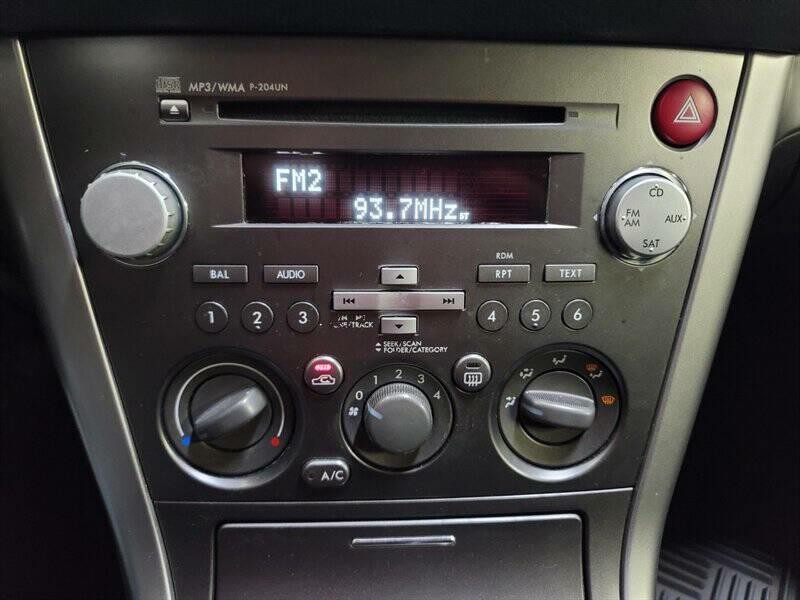 MP3/WMA P-204UN
FM2
93.7MHz ST
CD
FM AM
AUX
SAT
BAL
AUDIO
RDM
RPT
TEXT
1
2
3
4
5
6
/TRACK
SEEK/SCAN
FOLDER/CATEGORY
0 1 2 3 4
A/C